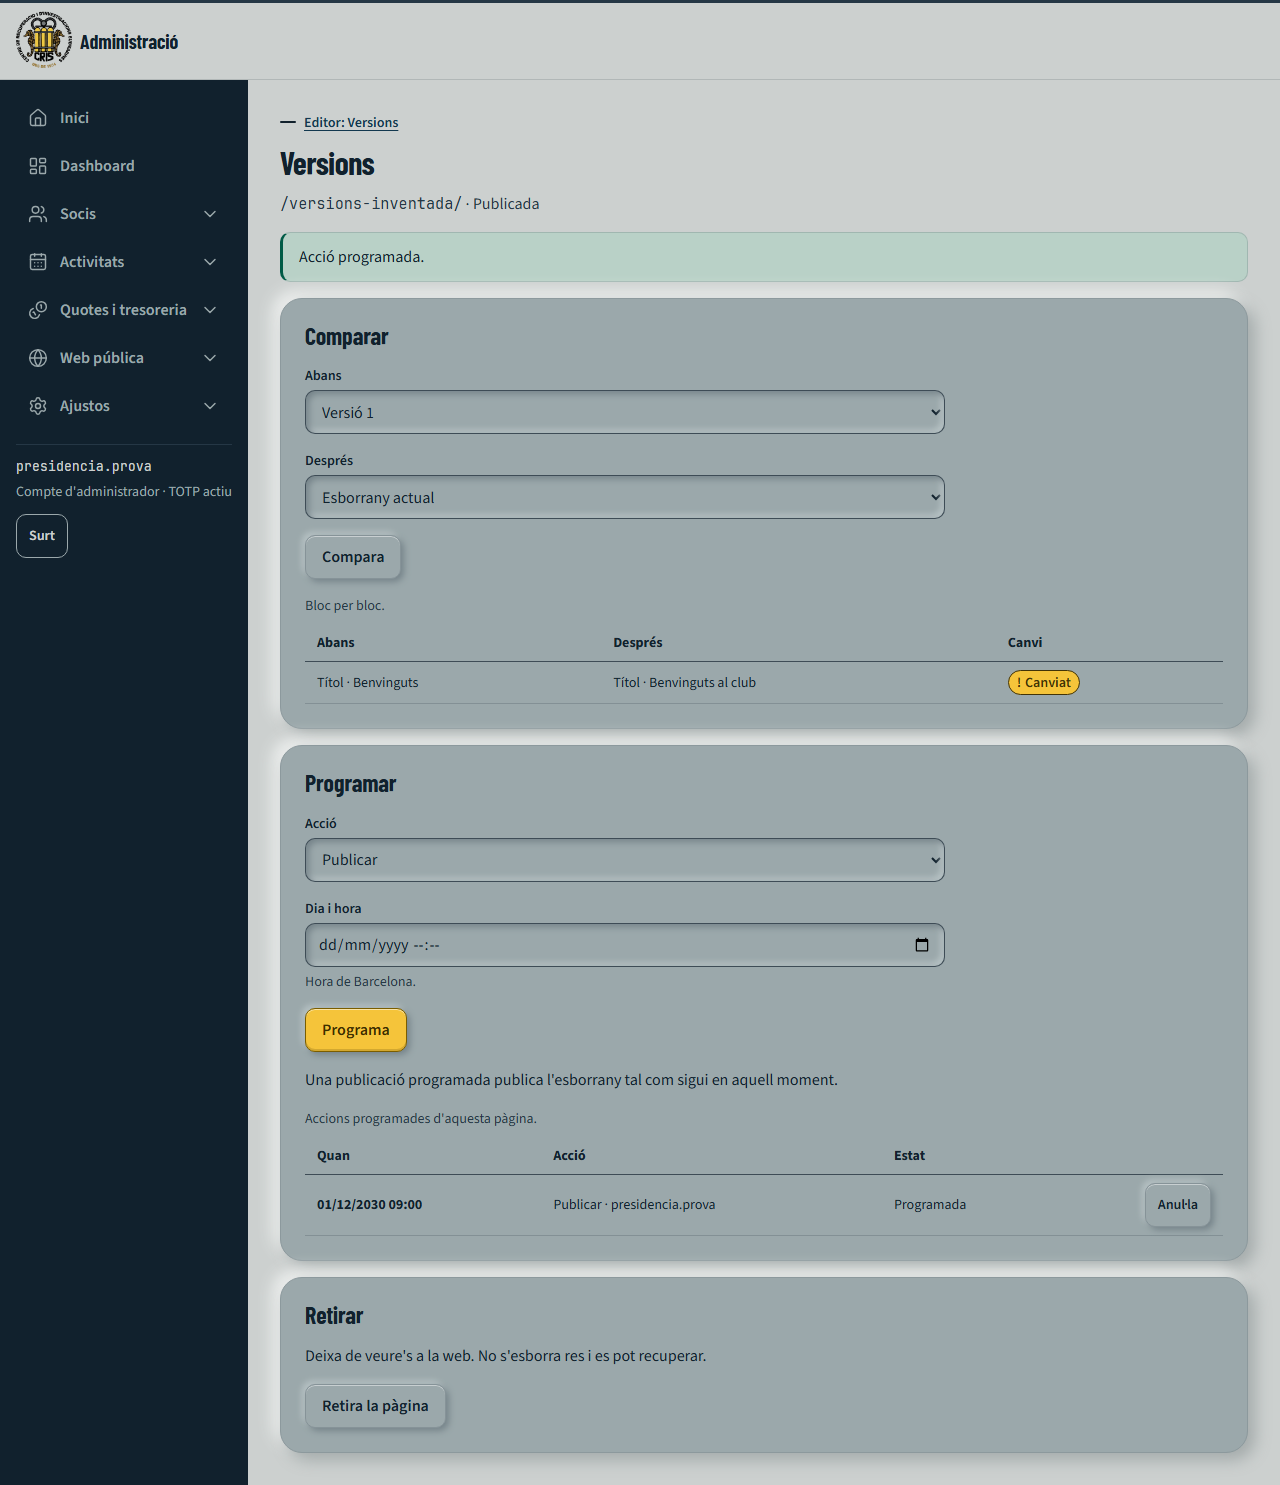 CRIS
Administració
Inici
Dashboard
Socis
Activitats
Quotes i tresoreria
Web pública
Ajustos
presidencia.prova
Compte d'administrador · TOTP actiu
Surt
Editor: Versions
Versions
/versions-inventada/ · Publicada
Acció programada.
Comparar
Abans
Versió 1
Després
Esborrany actual
Compara
Bloc per bloc.
Abans Després Canvi
Títol · Benvinguts Títol · Benvinguts al club ! Canviat
Programar
Acció
Publicar
Dia i hora
dd/mm/yyyy --:--
Hora de Barcelona.
Programa
Una publicació programada publica l'esborrany tal com sigui en aquell moment.
Accions programades d'aquesta pàgina.
Quan Acció Estat
01/12/2030 09:00 Publicar · presidencia.prova Programada Anul·la
Retirar
Deixa de veure's a la web. No s'esborra res i es pot recuperar.
Retira la pàgina